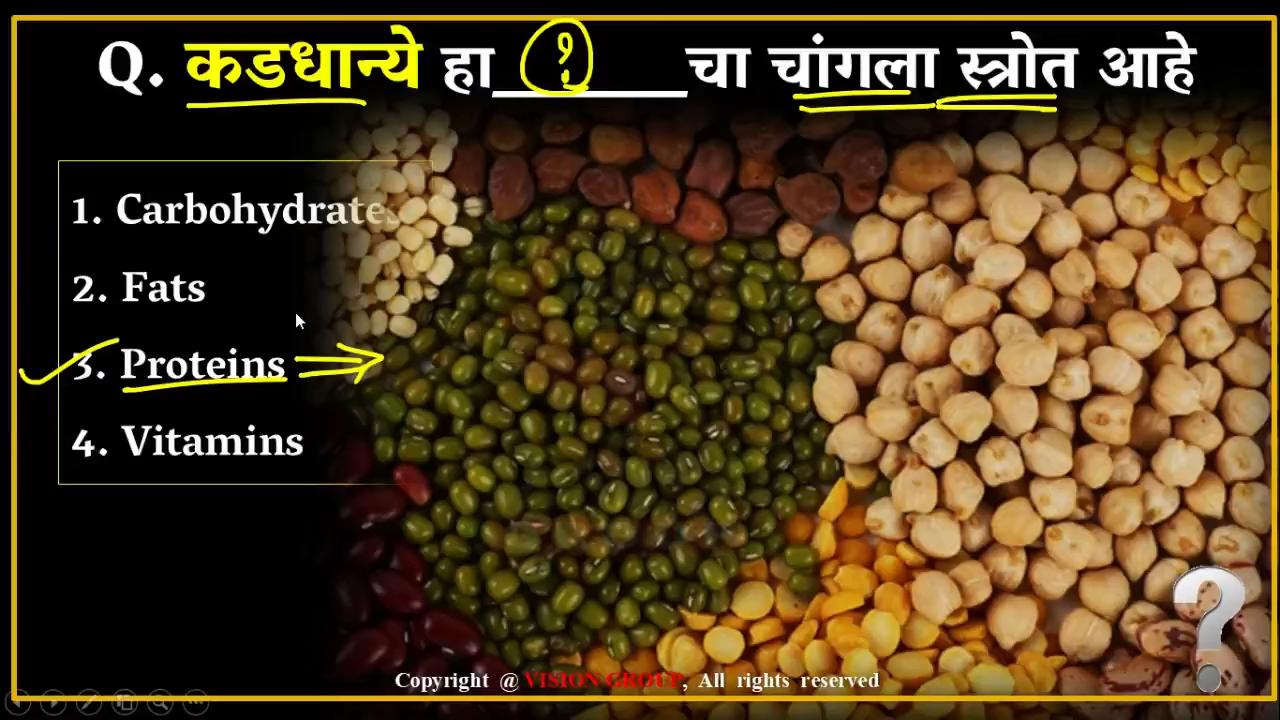 Q. कडधान्ये हा ? चा चांगला स्त्रोत आहे
1. Carbohydrates
2. Fats
3. Proteins
4. Vitamins
Copyright @ VISION GROUP, All rights reserved